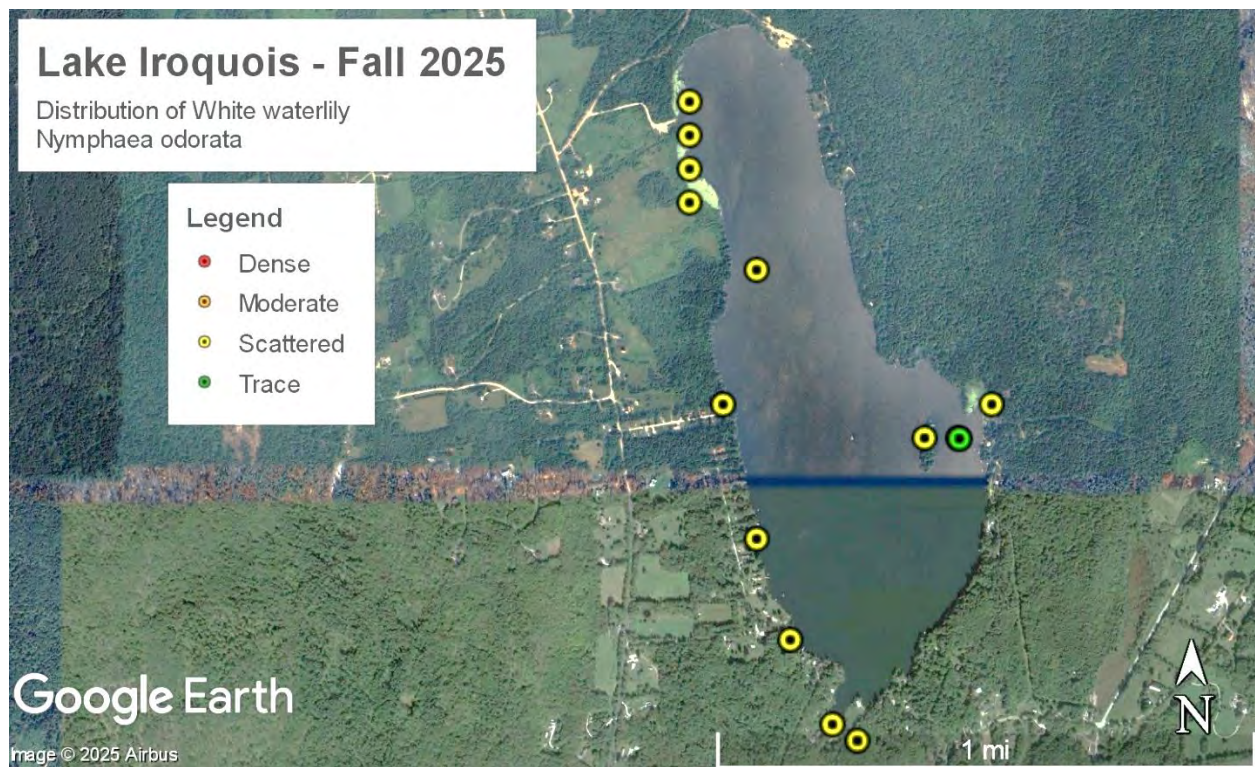 Lake Iroquois - Fall 2025
Distribution of White waterlily
Nymphaea odorata
Legend
Dense
Moderate
Scattered
Trace
Google Earth
N
Image © 2025 Airbus
1 mi